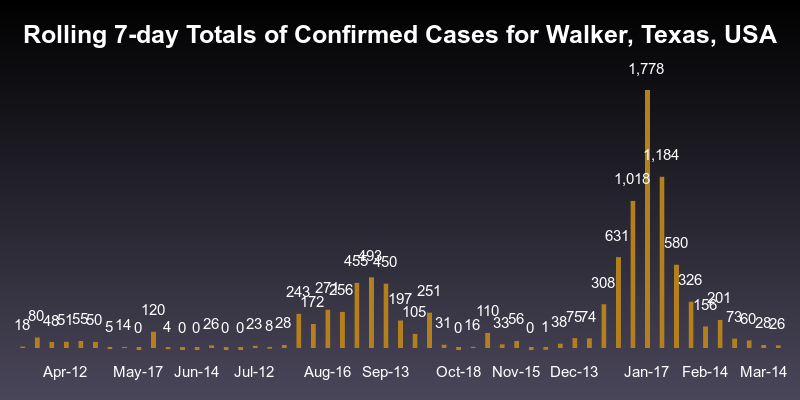 Rolling 7-day Totals of Confirmed Cases for Walker, Texas, USA
18 80 48 51 55 50 5 14 0 120 4 0 0 26 0 0 23 8 28 243 172 271 256 455 493 450 197 105 251 31 0 16 110 33 56 0 1 38 75 74 308 631 1,018 1,778 1,184 580 326 156 201 73 60 28 26
Apr-12 May-17 Jun-14 Jul-12 Aug-16 Sep-13 Oct-18 Nov-15 Dec-13 Jan-17 Feb-14 Mar-14